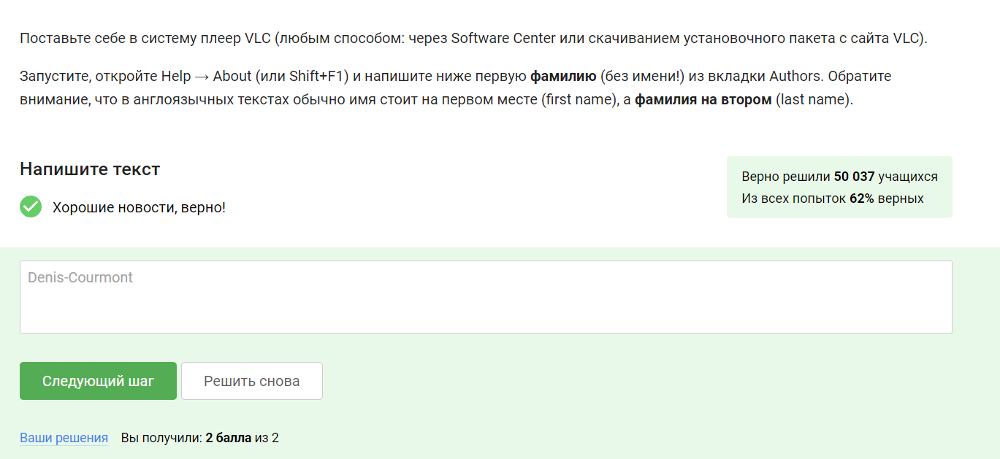 Поставьте себе в систему плеер VLC (любым способом: через Software Center или скачиванием установочного пакета с сайта VLC).
Запустите, откройте Help → About (или Shift+F1) и напишите ниже первую фамилию (без имени!) из вкладки Authors. Обратите
внимание, что в англоязычных текстах обычно имя стоит на первом месте (first name), а фамилия на втором (last name).
Напишите текст
Верно решили 50 037 учащихся
Из всех попыток 62% верных
Хорошие новости, верно!
Denis-Courmont
Следующий шаг Решить снова
Ваши решения Вы получили: 2 балла из 2